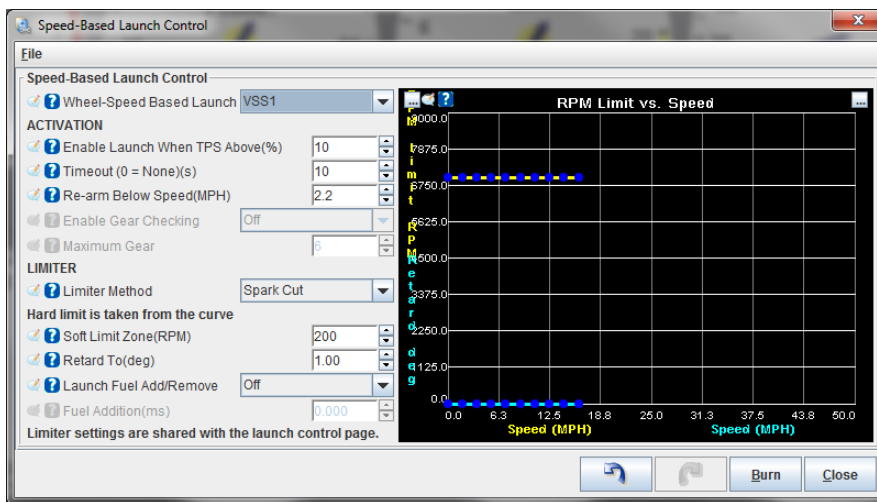 Speed-Based Launch Control
File
Speed-Based Launch Control
Wheel-Speed Based Launch VSS1
ACTIVATION
Enable Launch When TPS Above(%) 10
Timeout (0 = None)(s) 10
Re-arm Below Speed(MPH) 2.2
Enable Gear Checking Off
Maximum Gear 6
LIMITER
Limiter Method Spark Cut
Hard limit is taken from the curve
Soft Limit Zone(RPM) 200
Retard To(deg) 1.00
Launch Fuel Add/Remove Off
Fuel Addition(ms) 0.000
Limiter settings are shared with the launch control page.
... ? RPM Limit vs. Speed ...
9000.0
7875.0
6750.0
5625.0
4500.0
3375.0
2250.0
1125.0
0.0
Retard deg
0.0 6.3 12.5 18.8 25.0 31.3 37.5 43.8 50.0
Speed (MPH) Speed (MPH)
Burn Close